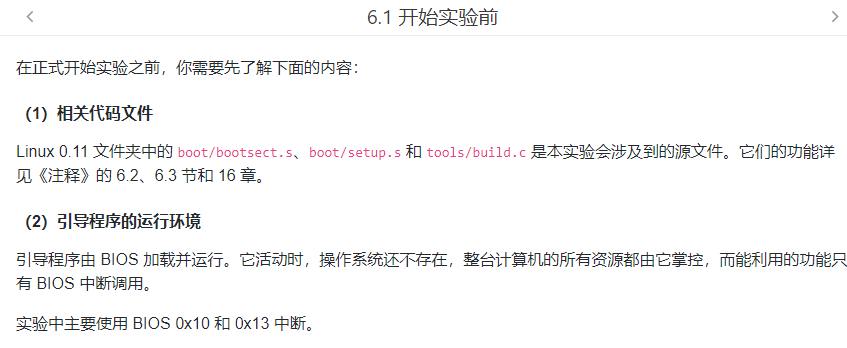 6.1 开始实验前
在正式开始实验之前，你需要先了解下面的内容：
（1）相关代码文件
Linux 0.11 文件夹中的 boot/bootsect.s、boot/setup.s 和 tools/build.c 是本实验会涉及到的源文件。它们的功能详
见《注释》的 6.2、6.3 节和 16 章。
（2）引导程序的运行环境
引导程序由 BIOS 加载并运行。它活动时，操作系统还不存在，整台计算机的所有资源都由它掌控，而能利用的功能只
有 BIOS 中断调用。
实验中主要使用 BIOS 0x10 和 0x13 中断。